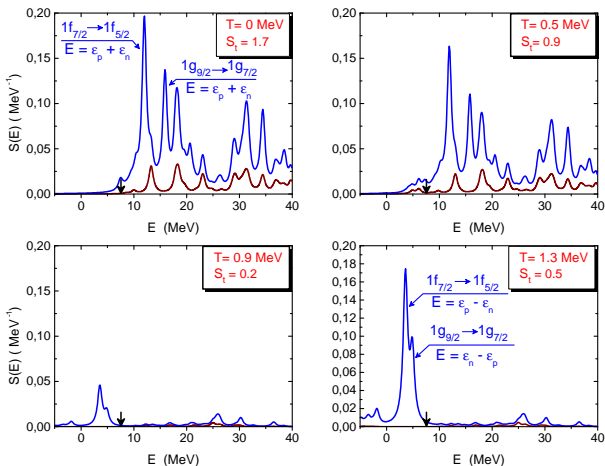 0,20
0,15
0,10
0,05
0,00
S(E) ( MeV⁻¹)
T= 0 MeV
Sₜ = 1.7
1f₇/₂→1f₅/₂
E = εₚ + εₙ
1g₉/₂→1g₇/₂
E = εₚ + εₙ
0 10 20 30 40
E (MeV)
0,20
0,15
0,10
0,05
0,00
T= 0.5 MeV
Sₜ = 0.9
0 10 20 30 40
E (MeV)
0,20
0,15
0,10
0,05
0,00
S(E) ( MeV⁻¹)
T= 0.9 MeV
Sₜ = 0.2
0 10 20 30 40
E (MeV)
0,20
0,18
0,16
0,14
0,12
0,10
0,08
0,06
0,04
0,02
0,00
T= 1.3 MeV
Sₜ = 0.5
1f₇/₂→1f₅/₂
E = εₚ - εₙ
1g₉/₂→1g₇/₂
E = εₙ - εₚ
0 10 20 30 40
E (MeV)